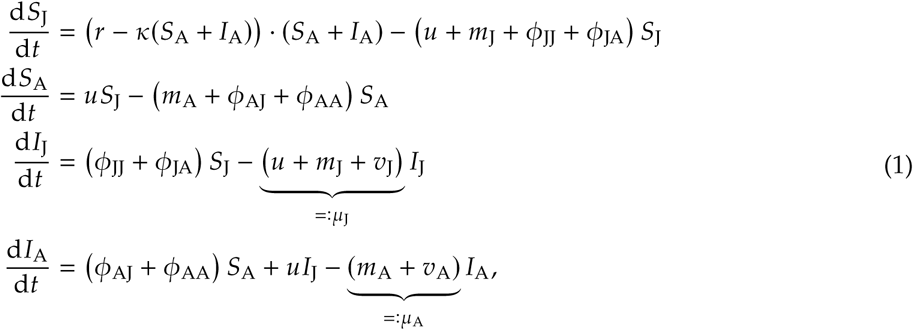 dS_J/dt = (r − κ(S_A + I_A)) · (S_A + I_A) − (u + m_J + ϕ_JJ + ϕ_JA) S_J
dS_A/dt = uS_J − (m_A + ϕ_AJ + ϕ_AA) S_A
dI_J/dt = (ϕ_JJ + ϕ_JA) S_J − (u + m_J + v_J) I_J (1)
=:μ_J
dI_A/dt = (ϕ_AJ + ϕ_AA) S_A + uI_J − (m_A + v_A) I_A,
=:μ_A